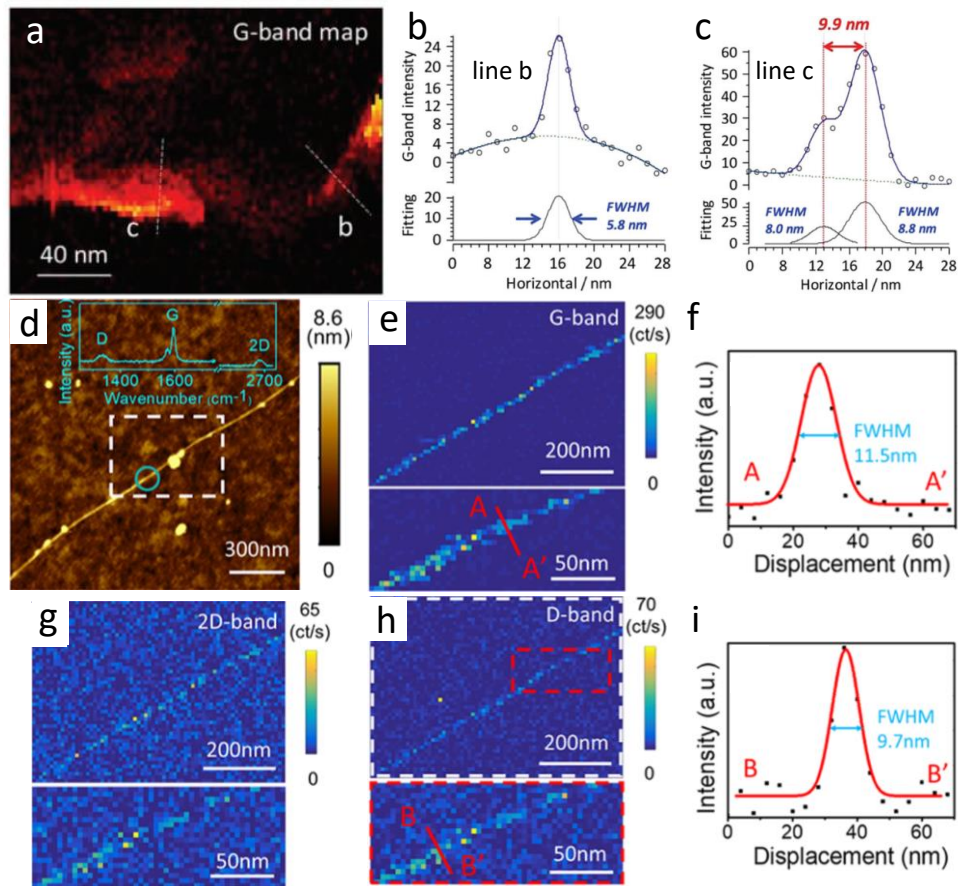 a
G-band map
c
b
40 nm
b
line b
G-band intensity
24
20
16
12
8
4
0
Fitting
20
10
0
FWHM
5.8 nm
0 4 8 12 16 20 24 28
Horizontal / nm
c
9.9 nm
line c
G-band intensity
60
50
40
30
20
10
0
Fitting
50
25
0
FWHM
8.0 nm
FWHM
8.8 nm
0 4 8 12 16 20 24 28
Horizontal / nm
d
Intensity (a.u.)
D
G
2D
1400 1600 2700
Wavenumber (cm-1)
300nm
8.6
(nm)
0
e
G-band
200nm
A
A'
50nm
290
(ct/s)
0
f
Intensity (a.u.)
FWHM
11.5nm
A
A'
0 20 40 60
Displacement (nm)
g
2D-band
200nm
50nm
65
(ct/s)
0
h
D-band
200nm
B
B'
50nm
70
(ct/s)
0
i
Intensity (a.u.)
FWHM
9.7nm
B
B'
0 20 40 60
Displacement (nm)